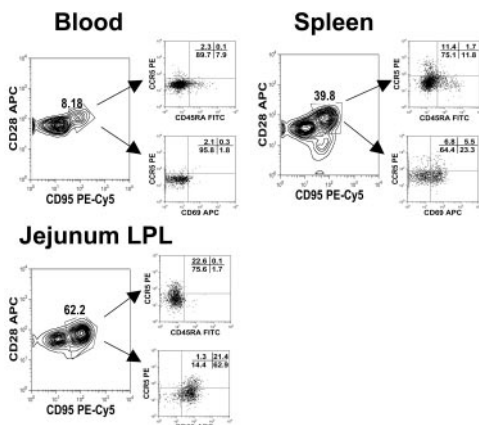 Blood
8.18
CD28 APC
CD95 PE-Cy5
2.3 0.1
89.7 7.9
CCR5 PE
CD45RA FITC
2.1 0.3
95.8 1.8
CCR5 PE
CD69 APC
Spleen
39.8
CD28 APC
CD95 PE-Cy5
11.4 1.7
75.1 11.8
CCR5 PE
CD45RA FITC
6.8 5.5
64.4 23.3
CCR5 PE
CD69 APC
Jejunum LPL
62.2
CD28 APC
CD95 PE-Cy5
22.6 0.1
75.6 1.7
CCR5 PE
CD45RA FITC
1.3 21.4
14.4 62.9
CCR5 PE